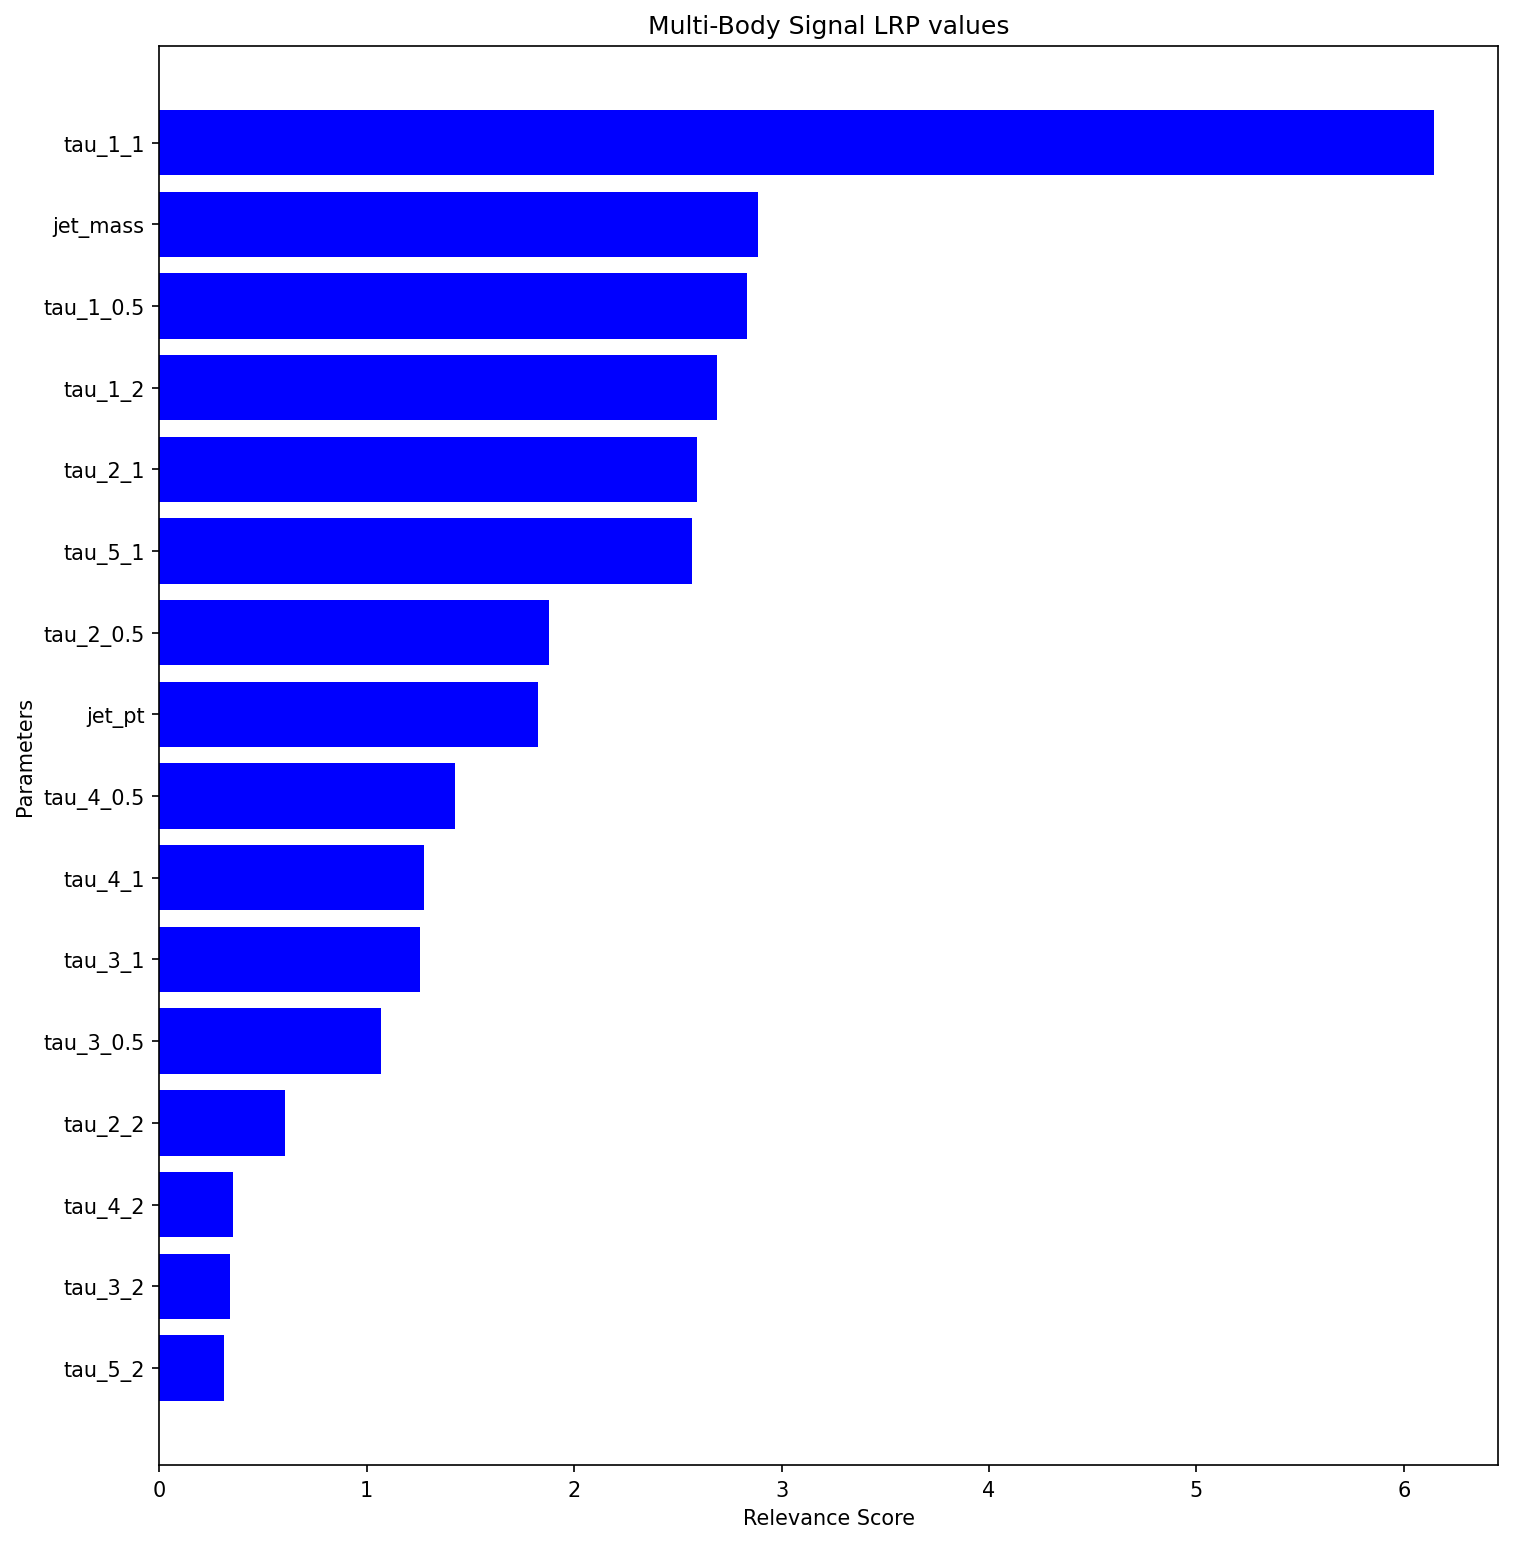 Multi-Body Signal LRP values
tau_1_1
jet_mass
tau_1_0.5
tau_1_2
tau_2_1
tau_5_1
tau_2_0.5
jet_pt
tau_4_0.5
tau_4_1
tau_3_1
tau_3_0.5
tau_2_2
tau_4_2
tau_3_2
tau_5_2
Parameters
0 1 2 3 4 5 6
Relevance Score